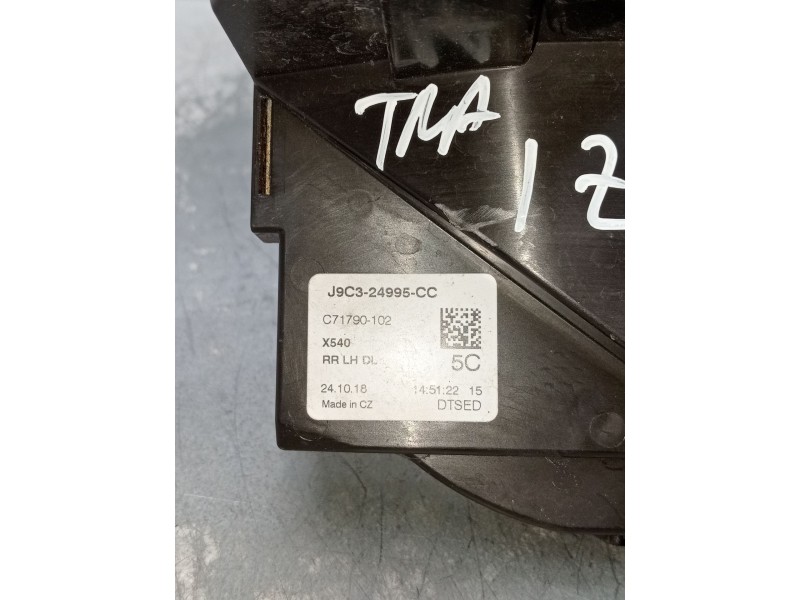 TMA
1 Z
J9C3-24995-CC
C71790-102
X540
RR LH DL
5C
24.10.18 14:51:22 15
Made in CZ DTSED